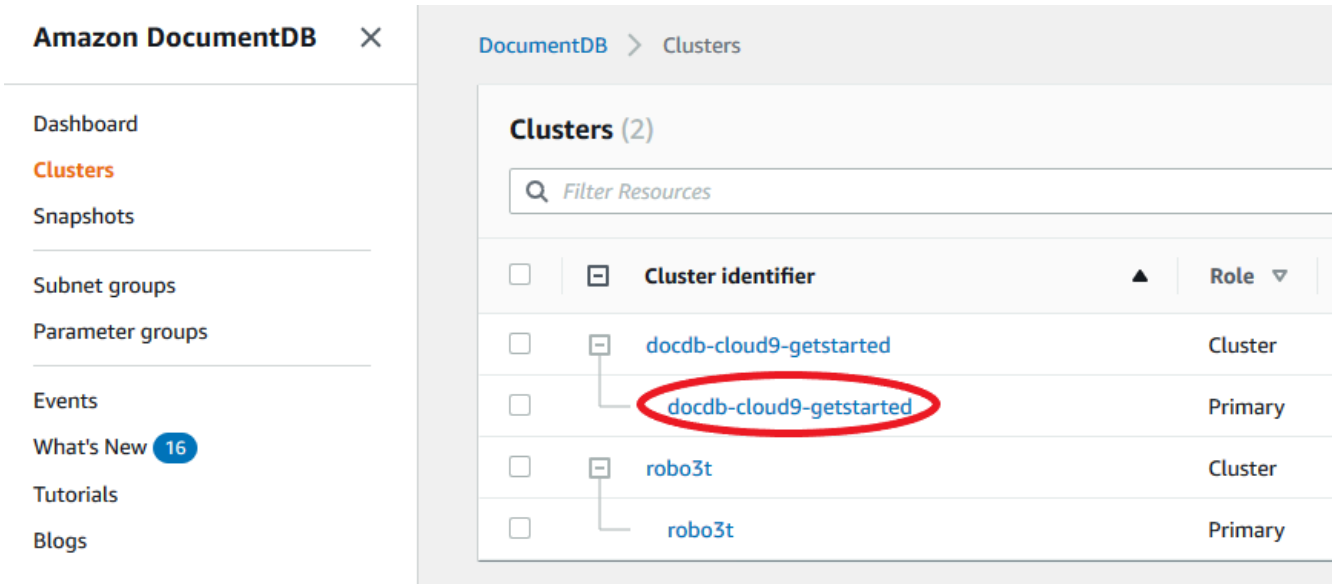 Amazon DocumentDB
Dashboard
Clusters
Snapshots
Subnet groups
Parameter groups
Events
What's New 16
Tutorials
Blogs
DocumentDB > Clusters
Clusters (2)
Filter Resources
Cluster identifier Role
docdb-cloud9-getstarted Cluster
docdb-cloud9-getstarted Primary
robo3t Cluster
robo3t Primary